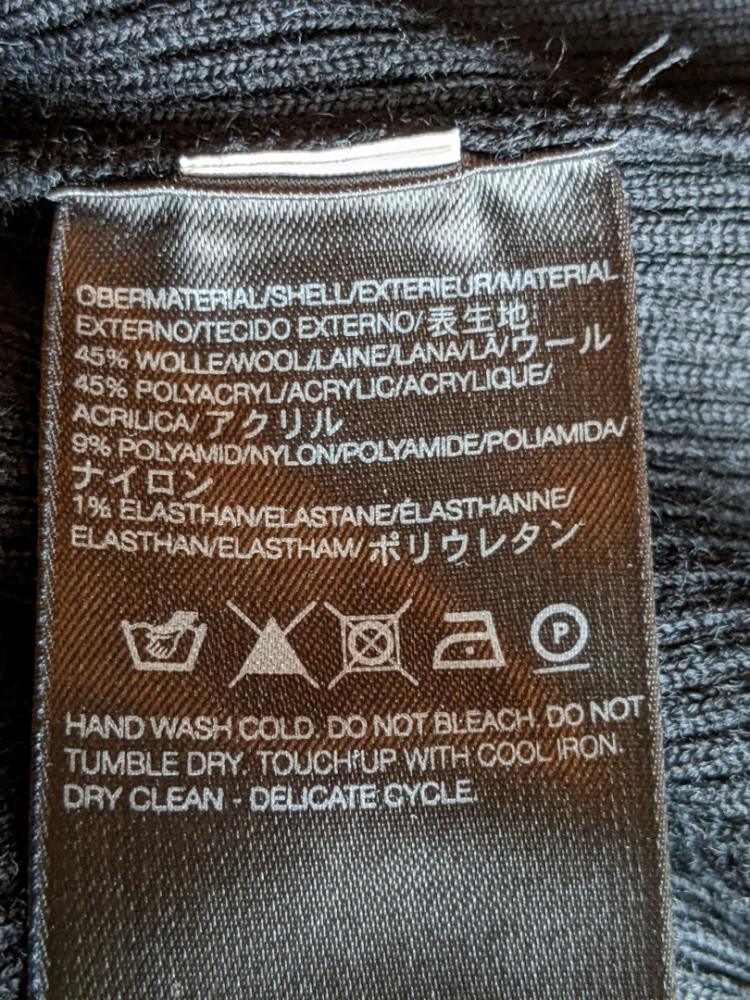 OBERMATERIAL/SHELL/EXTERIEUR/MATERIAL
EXTERNO/TECIDO EXTERNO/表生地
45% WOLLE/WOOL/LAINE/LANA/LÃ/ウール
45% POLYACRYL/ACRYLIC/ACRYLIQUE/
ACRILICA/アクリル
9% POLYAMID/NYLON/POLYAMIDE/POLIAMIDA/
ナイロン
1% ELASTHAN/ELASTANE/ÉLASTHANNE/
ELASTHAN/ELASTHAM/ポリウレタン
P
HAND WASH COLD. DO NOT BLEACH. DO NOT
TUMBLE DRY. TOUCH UP WITH COOL IRON.
DRY CLEAN - DELICATE CYCLE.